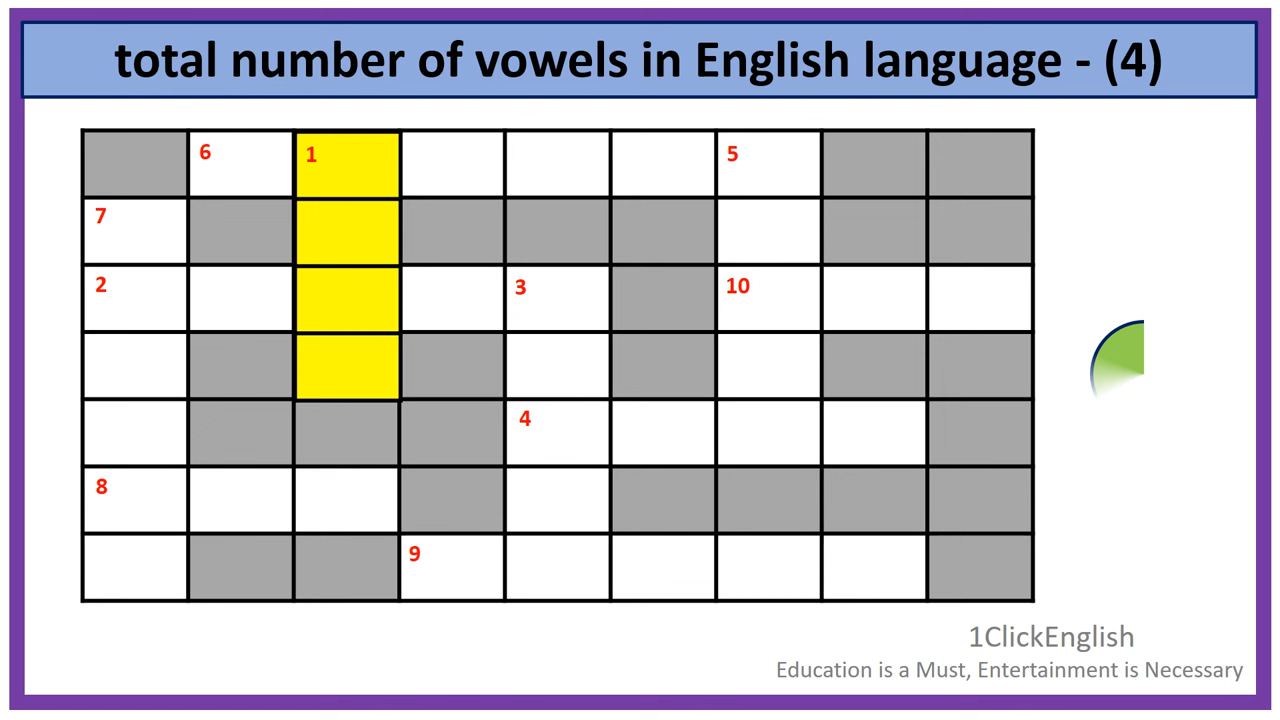 total number of vowels in English language - (4)
6 1 5
7
2 3 10
4
8
9
1ClickEnglish
Education is a Must, Entertainment is Necessary